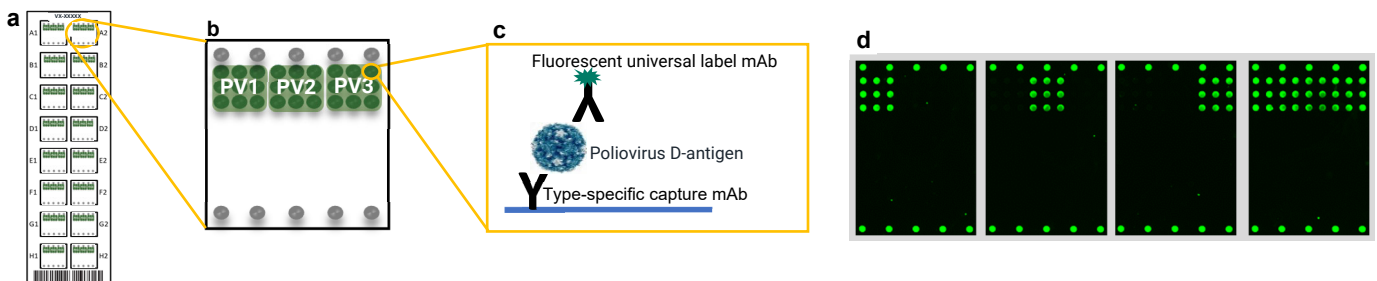 a
VX-XXXXX
A1
A2
B1
B2
C1
C2
D1
D2
E1
E2
F1
F2
G1
G2
H1
H2
b
PV1 PV2 PV3
c
Fluorescent universal label mAb
Poliovirus D-antigen
Type-specific capture mAb
d